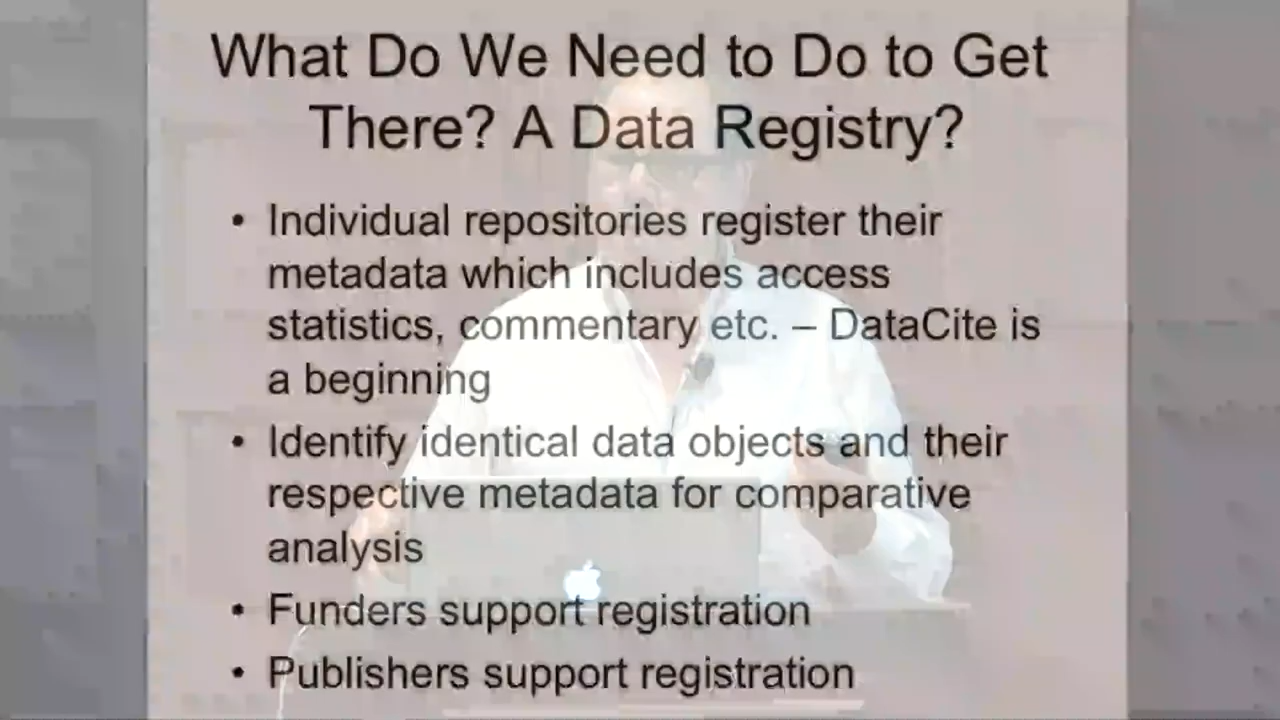 What Do We Need to Do to Get
There? A Data Registry?
• Individual repositories register their
metadata which includes access
statistics, commentary etc. – DataCite is
a beginning
• Identify identical data objects and their
respective metadata for comparative
analysis
• Funders support registration
• Publishers support registration